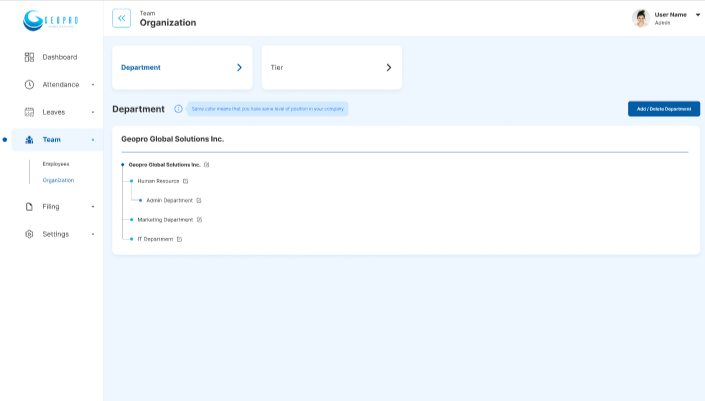 GEOPRO
Team
Organization
User Name
Admin
Dashboard
Attendance
Leaves
Team
Employees
Organization
Filing
Settings
Department
Tier
Department
Same color means that you have same level of position in your company
Add / Delete Department
Geopro Global Solutions Inc.
Geopro Global Solutions Inc.
Human Resource
Admin Department
Marketing Department
IT Department